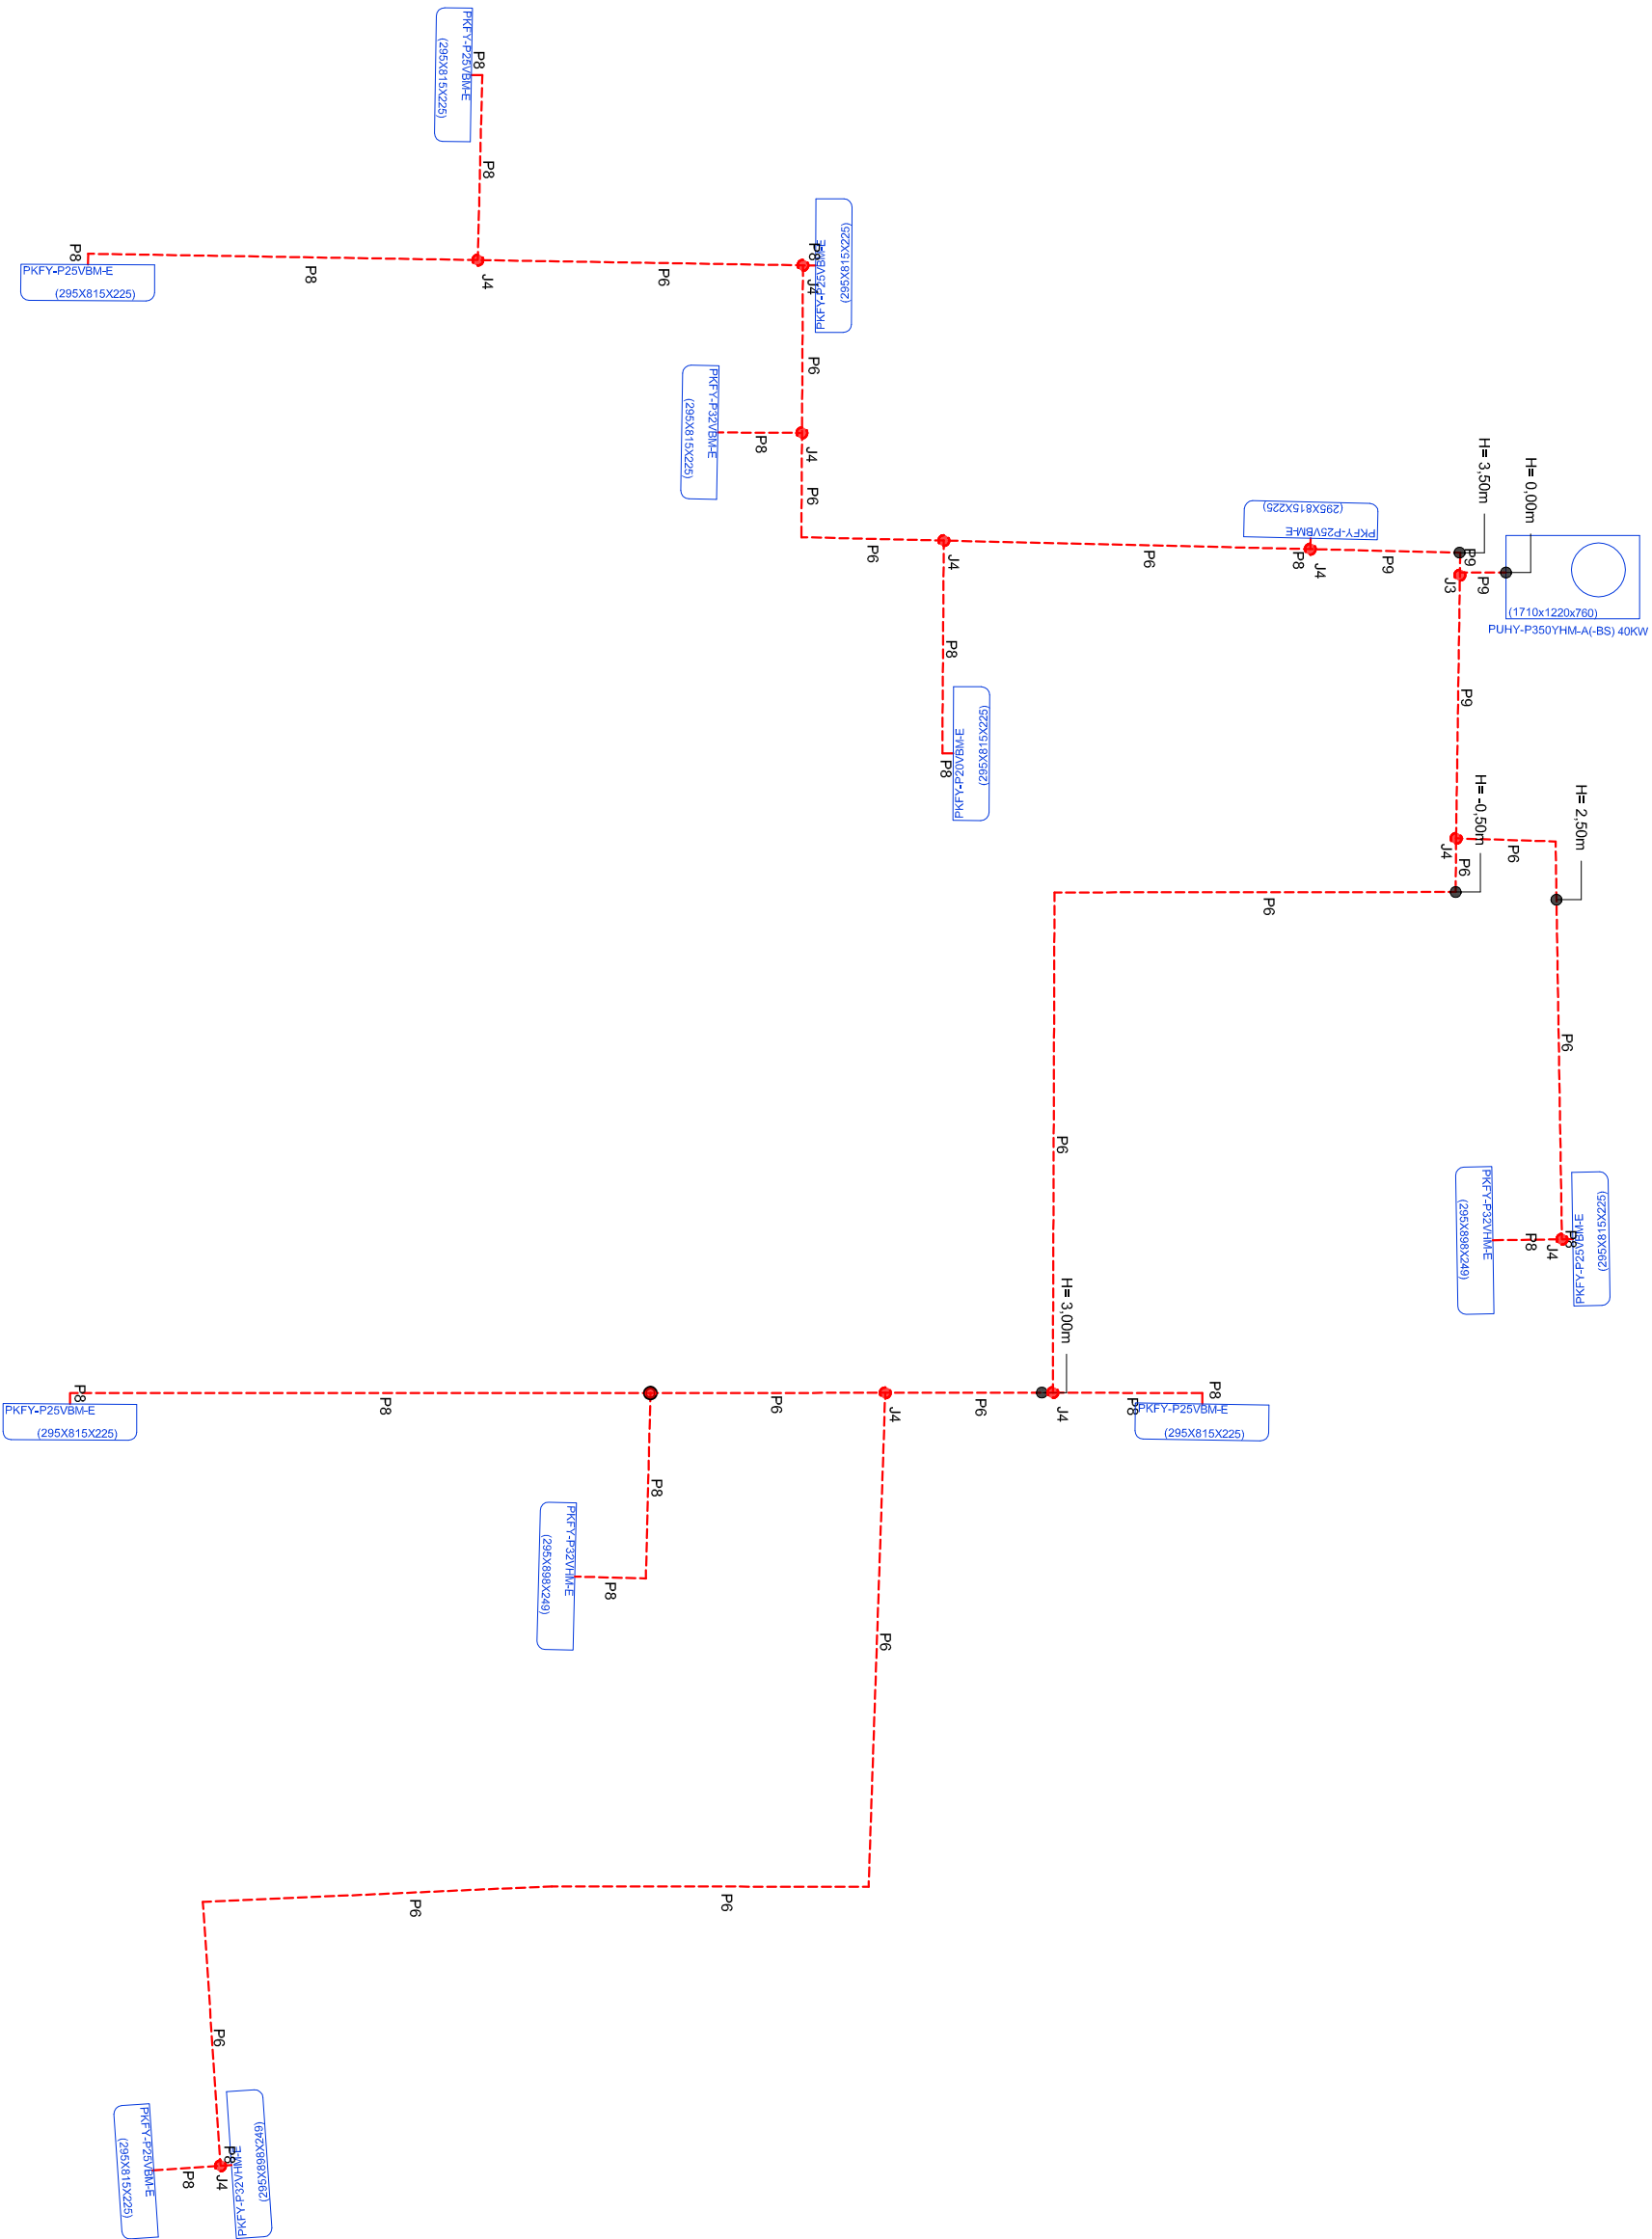 PKFY-P25VBM-E
(295X815X225)
P8
P8
P8
PKFY-P25VBM-E
(295X815X225)
P8
J4
P6
P8
J4
PKFY-P25VBM-E
(295X815X225)
P6
PKFY-P32VBM-E
(295X815X225)
P8
J4
P6
P6
J4
P6
(295X815X225)
PKFY-P25VBM-E
P8
J4
P9
H= 3,50m
H= 0,00m
P9
P9
J3
(1710x1220x760)
PUHY-P350YHM-A(-BS) 40KW
P8
P8
PKFY-P20VBM-E
(295X815X225)
P9
H= -0,50m
H= 2,50m
J4
P6
P6
P6
P6
P6
PKFY-P32VHM-E
(295X898X249)
P8
J4
P8
PKFY-P25VBM-E
(295X815X225)
H= 3,00m
P8
PKFY-P25VBM-E
(295X815X225)
P8
P6
J4
P6
J4
P8
P8
PKFY-P25VBM-E
(295X815X225)
P8
PKFY-P32VHM-E
(295X898X249)
P8
P6
P6
P6
P6
PKFY-P25VBM-E
(295X815X225)
P8
J4
P8
PKFY-P32VHM-E
(295X898X249)